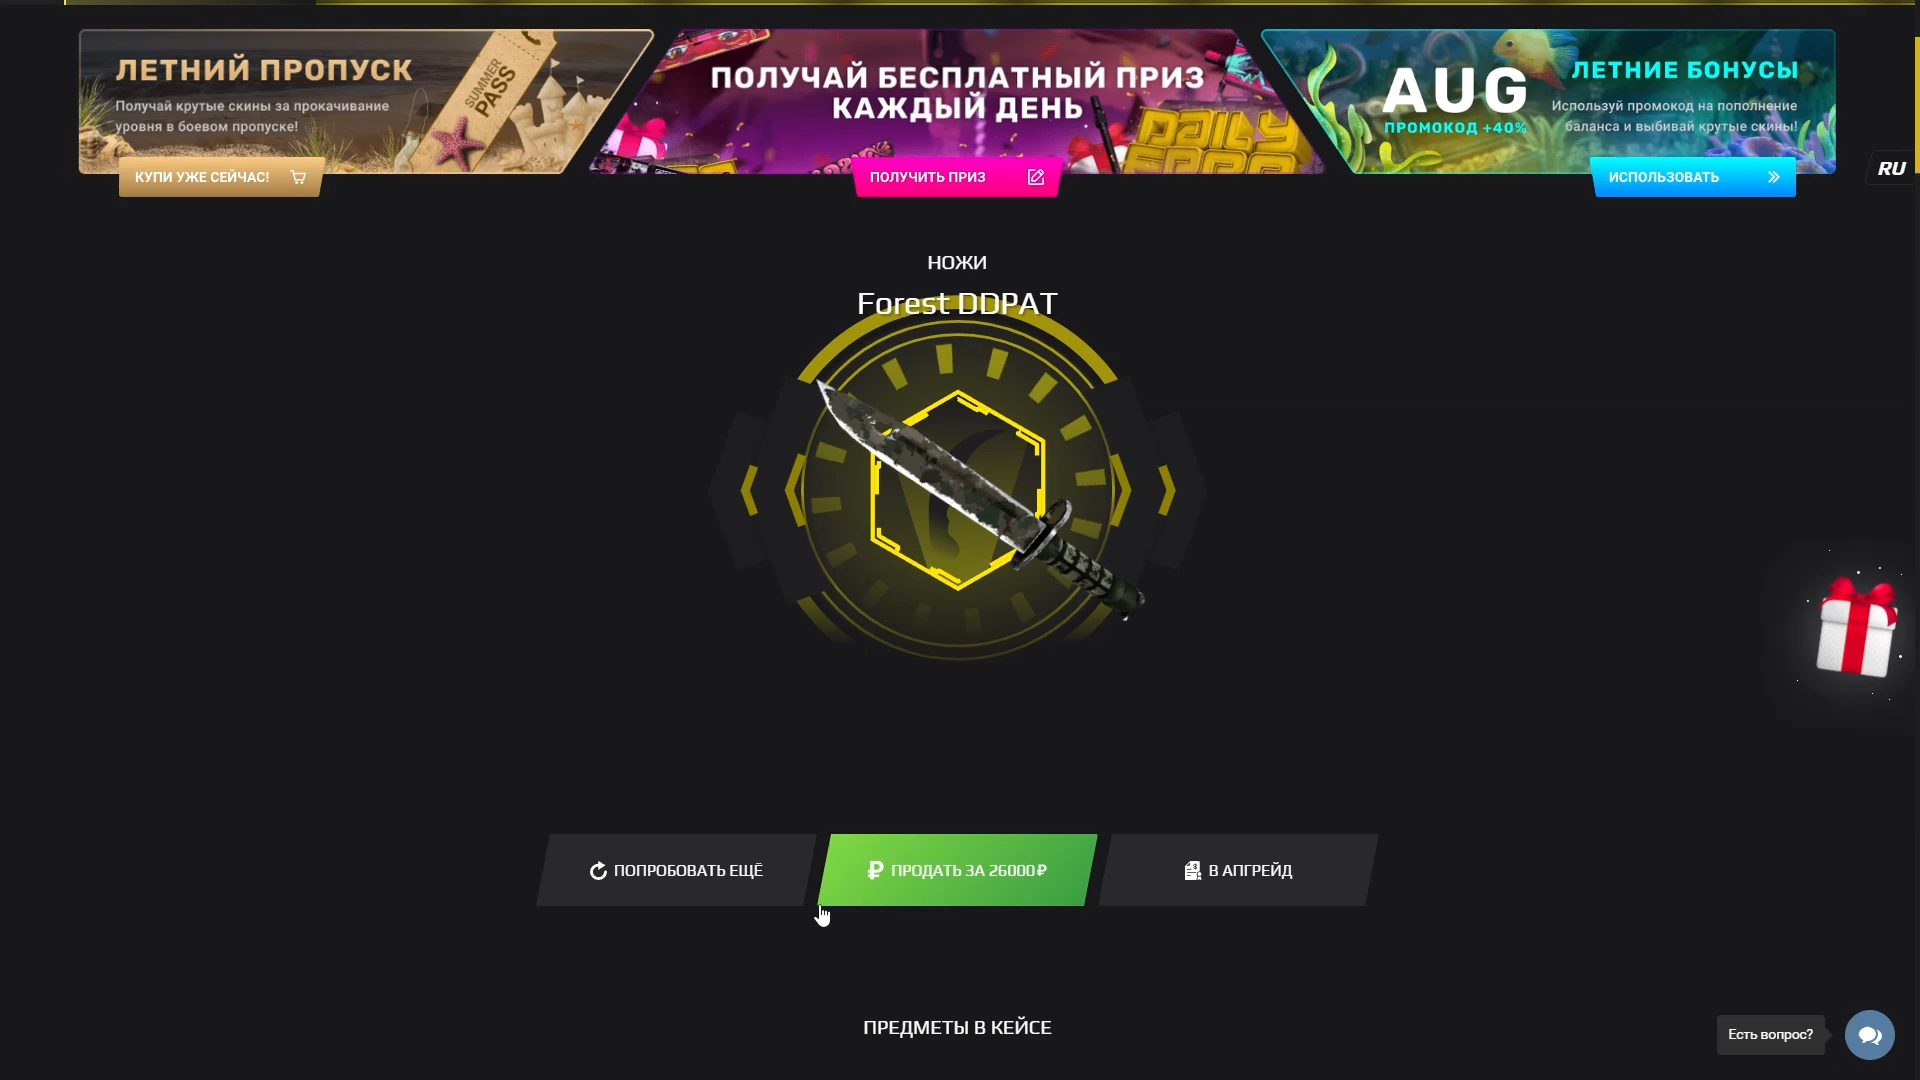 ЛЕТНИЙ ПРОПУСК
Получай крутые скины за прокачивание
уровня в боевом пропуске!
SUMMER
PASS
КУПИ УЖЕ СЕЙЧАС!
ПОЛУЧАЙ БЕСПЛАТНЫЙ ПРИЗ
КАЖДЫЙ ДЕНЬ
DAILY
FREE
ПОЛУЧИТЬ ПРИЗ
AUG
ПРОМОКОД +40%
ЛЕТНИЕ БОНУСЫ
Используй промокод на пополнение
баланса и выбивай крутые скины!
ИСПОЛЬЗОВАТЬ
RU
НОЖИ
Forest DDPAT
ПОПРОБОВАТЬ ЕЩЁ
ПРОДАТЬ ЗА 26000₽
В АПГРЕЙД
ПРЕДМЕТЫ В КЕЙСЕ
Есть вопрос?